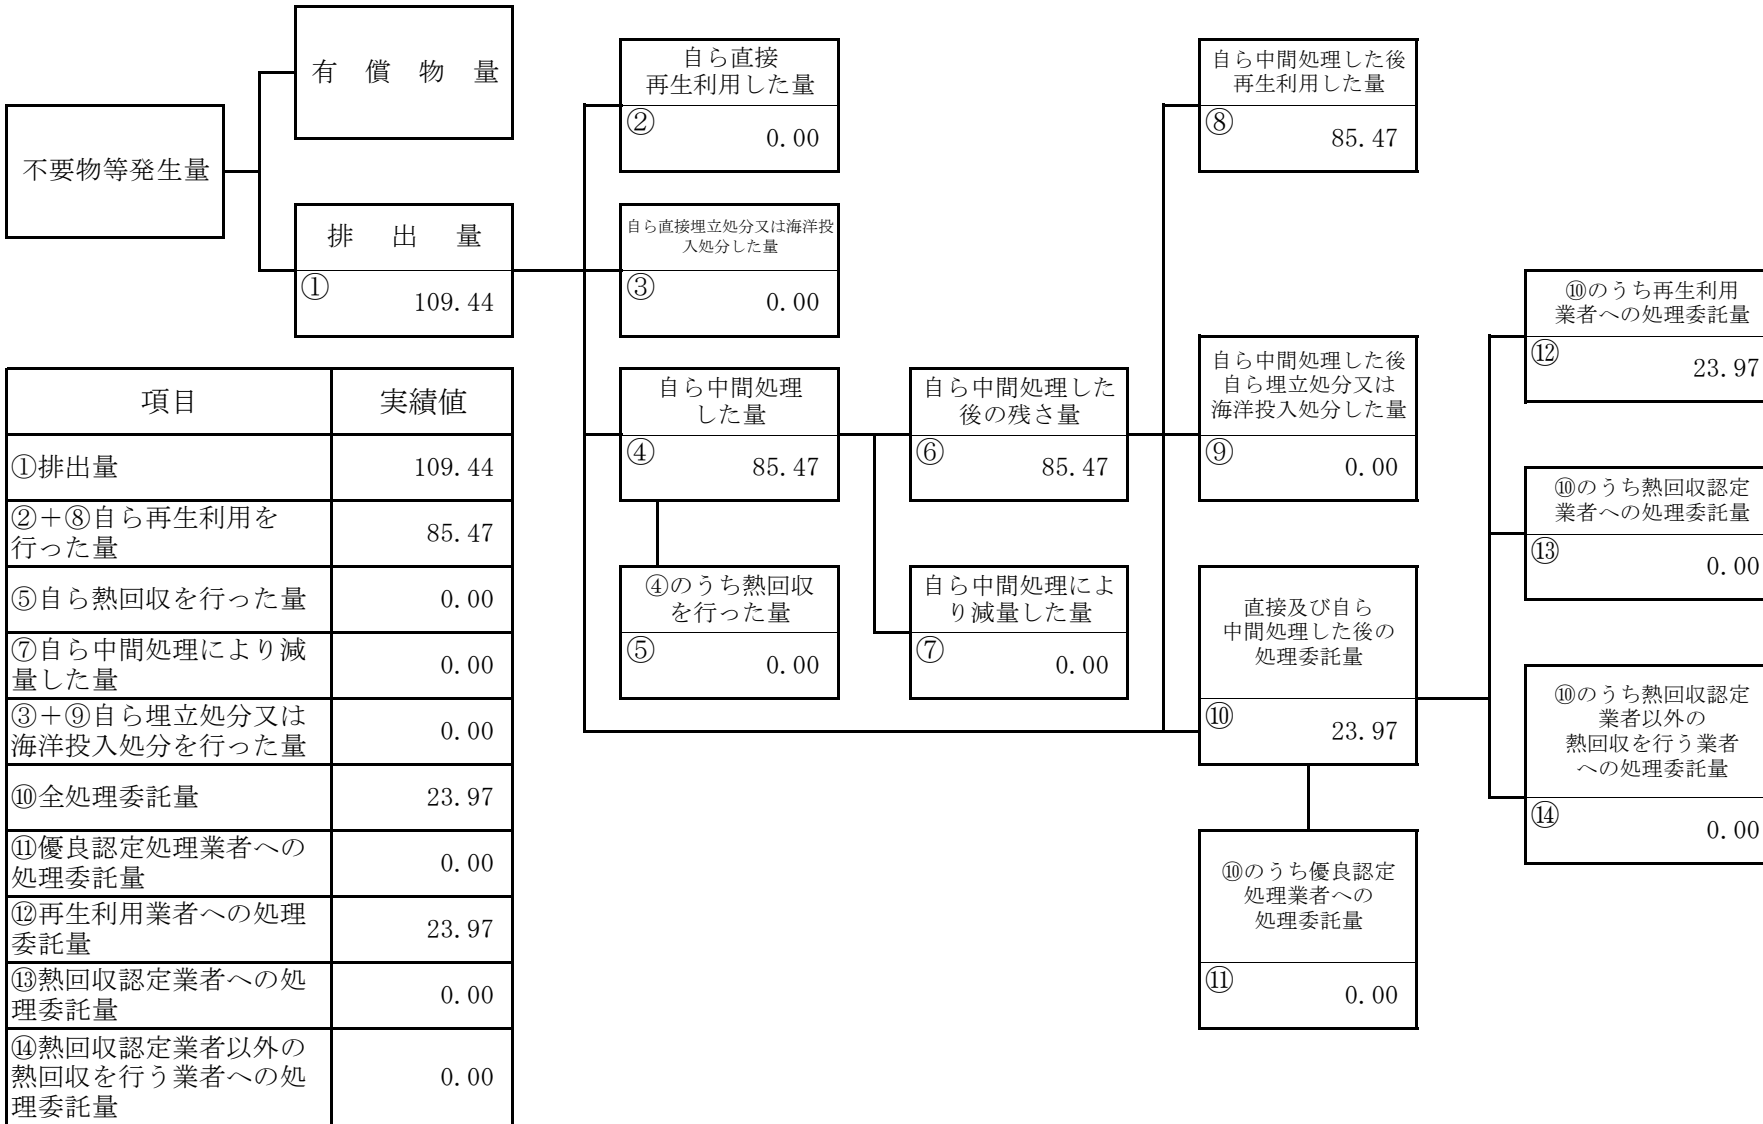 不要物等発生量
有償物量
排出量
①
109.44
自ら直接
再生利用した量
②
0.00
自ら直接埋立処分又は海洋投
入処分した量
③
0.00
自ら中間処理
した量
④
85.47
④のうち熱回収
を行った量
⑤
0.00
自ら中間処理した
後の残さ量
⑥
85.47
自ら中間処理によ
り減量した量
⑦
0.00
自ら中間処理した後
再生利用した量
⑧
85.47
自ら中間処理した後
自ら埋立処分又は
海洋投入処分した量
⑨
0.00
直接及び自ら
中間処理した後の
処理委託量
⑩
23.97
⑩のうち優良認定
処理業者への
処理委託量
⑪
0.00
⑩のうち再生利用
業者への処理委託量
⑫
23.97
⑩のうち熱回収認定
業者への処理委託量
⑬
0.00
⑩のうち熱回収認定
業者以外の
熱回収を行う業者
への処理委託量
⑭
0.00
項目 実績値
①排出量 109.44
②＋⑧自ら再生利用を
行った量 85.47
⑤自ら熱回収を行った量 0.00
⑦自ら中間処理により減
量した量 0.00
③＋⑨自ら埋立処分又は
海洋投入処分を行った量 0.00
⑩全処理委託量 23.97
⑪優良認定処理業者への
処理委託量 0.00
⑫再生利用業者への処理
委託量 23.97
⑬熱回収認定業者への処
理委託量 0.00
⑭熱回収認定業者以外の
熱回収を行う業者への処
理委託量 0.00